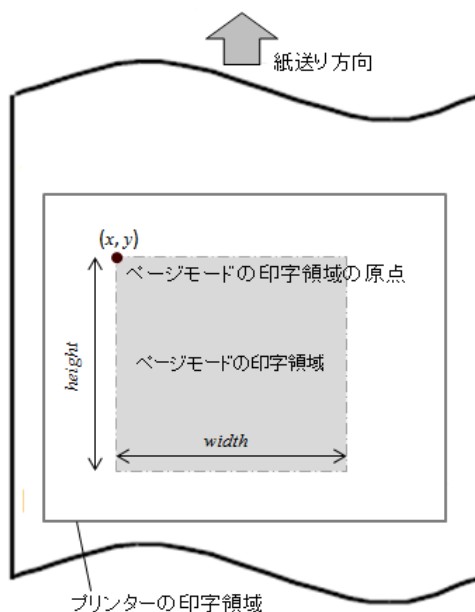 紙送り方向
(x, y)
ページモードの印字領域の原点
ページモードの印字領域
height
width
プリンターの印字領域